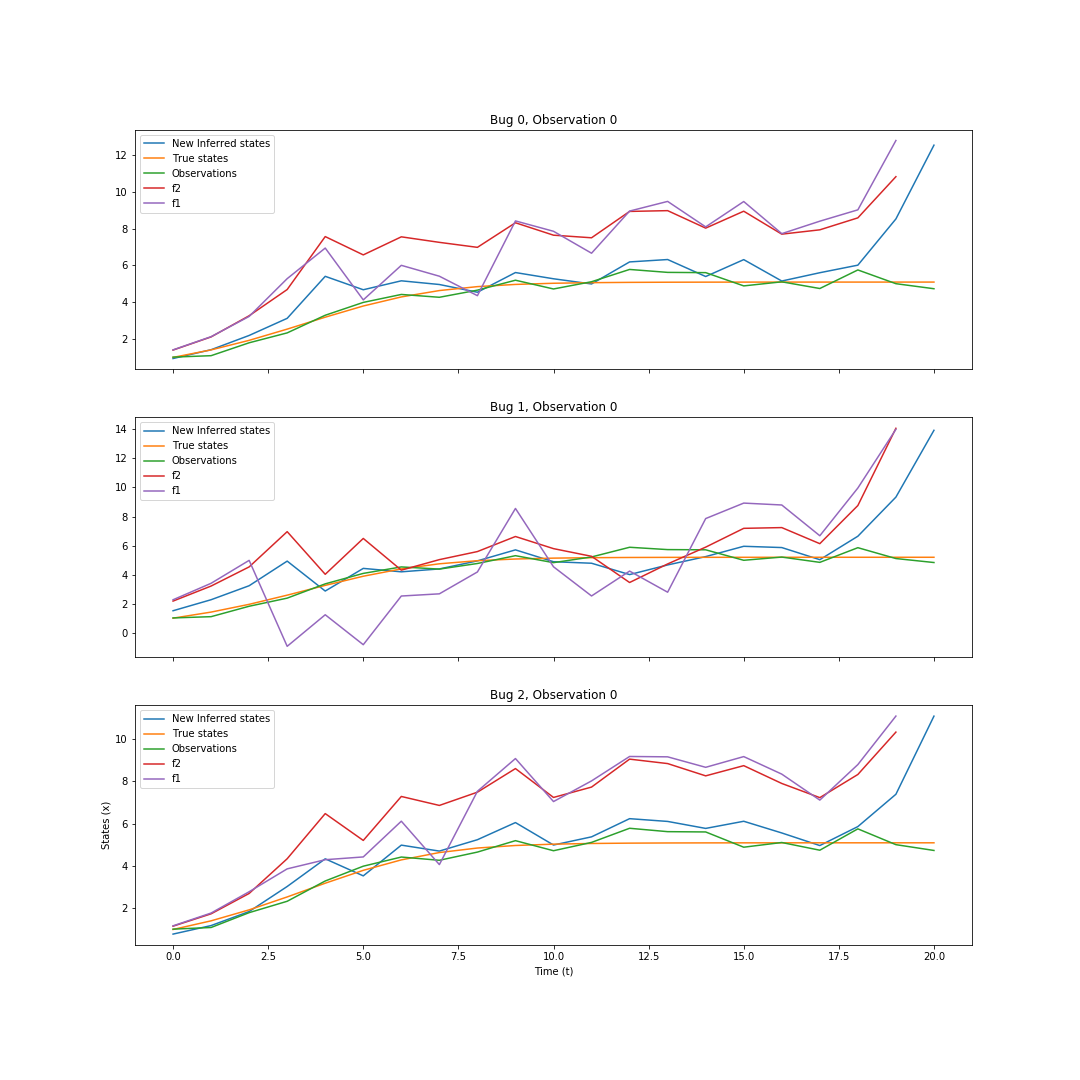 Bug 0, Observation 0
New Inferred states
True states
Observations
f2
f1
12
10
8
6
4
2
Bug 1, Observation 0
New Inferred states
True states
Observations
f2
f1
14
12
10
8
6
4
2
0
Bug 2, Observation 0
New Inferred states
True states
Observations
f2
f1
10
8
6
4
2
States (x)
0.0 2.5 5.0 7.5 10.0 12.5 15.0 17.5 20.0
Time (t)